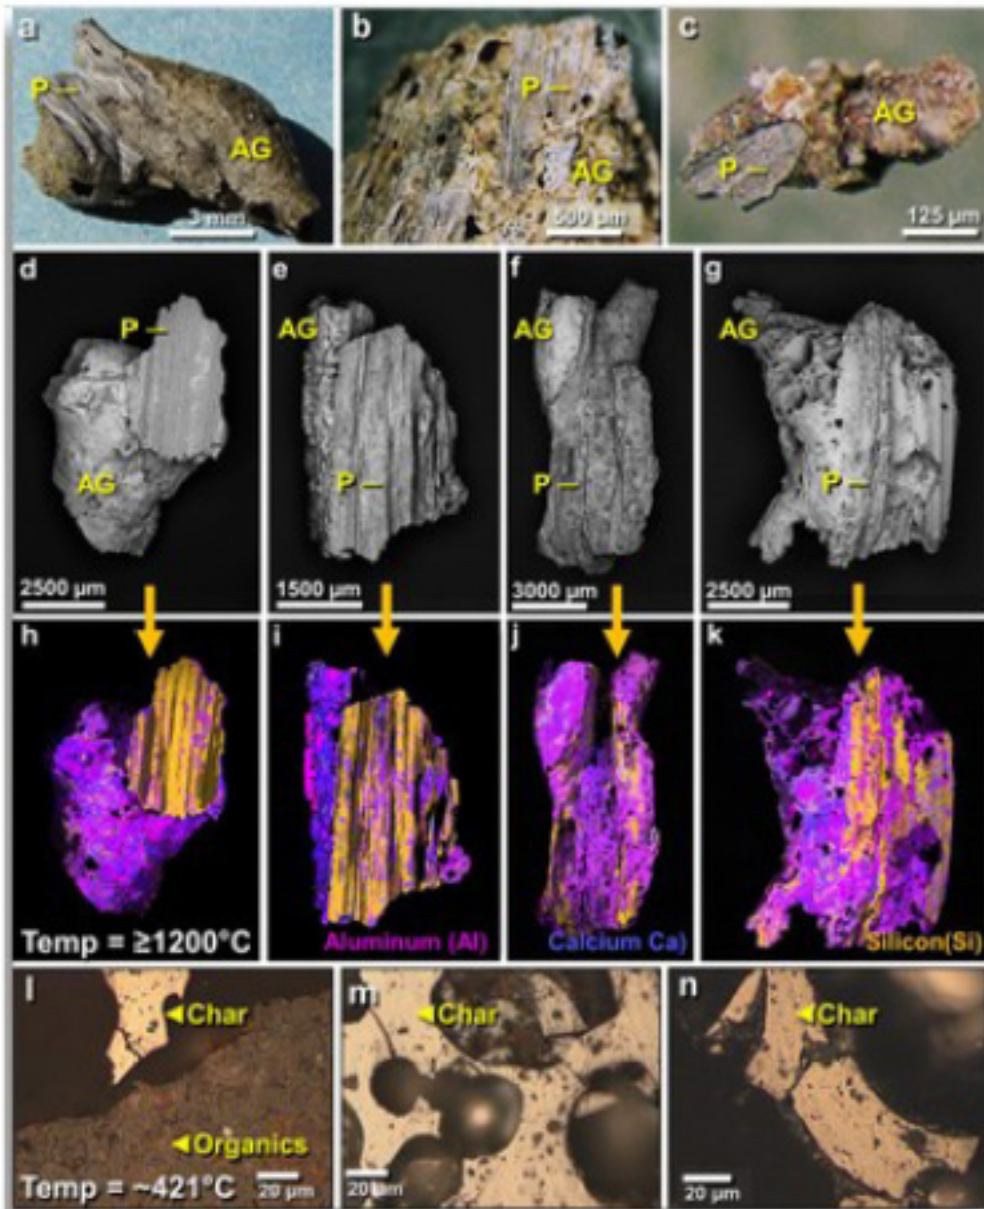 a
P
AG
3 mm
b
P
AG
500 µm
c
AG
P
125 µm
d
P
AG
2500 µm
e
AG
P
1500 µm
f
AG
P
3000 µm
g
AG
P
2500 µm
h
Temp = ≥1200°C
i
Aluminum (Al)
j
Calcium Ca)
k
Silicon(Si)
l
Char
Organics
Temp = ~421°C
20 µm
m
Char
20 µm
n
Char
20 µm